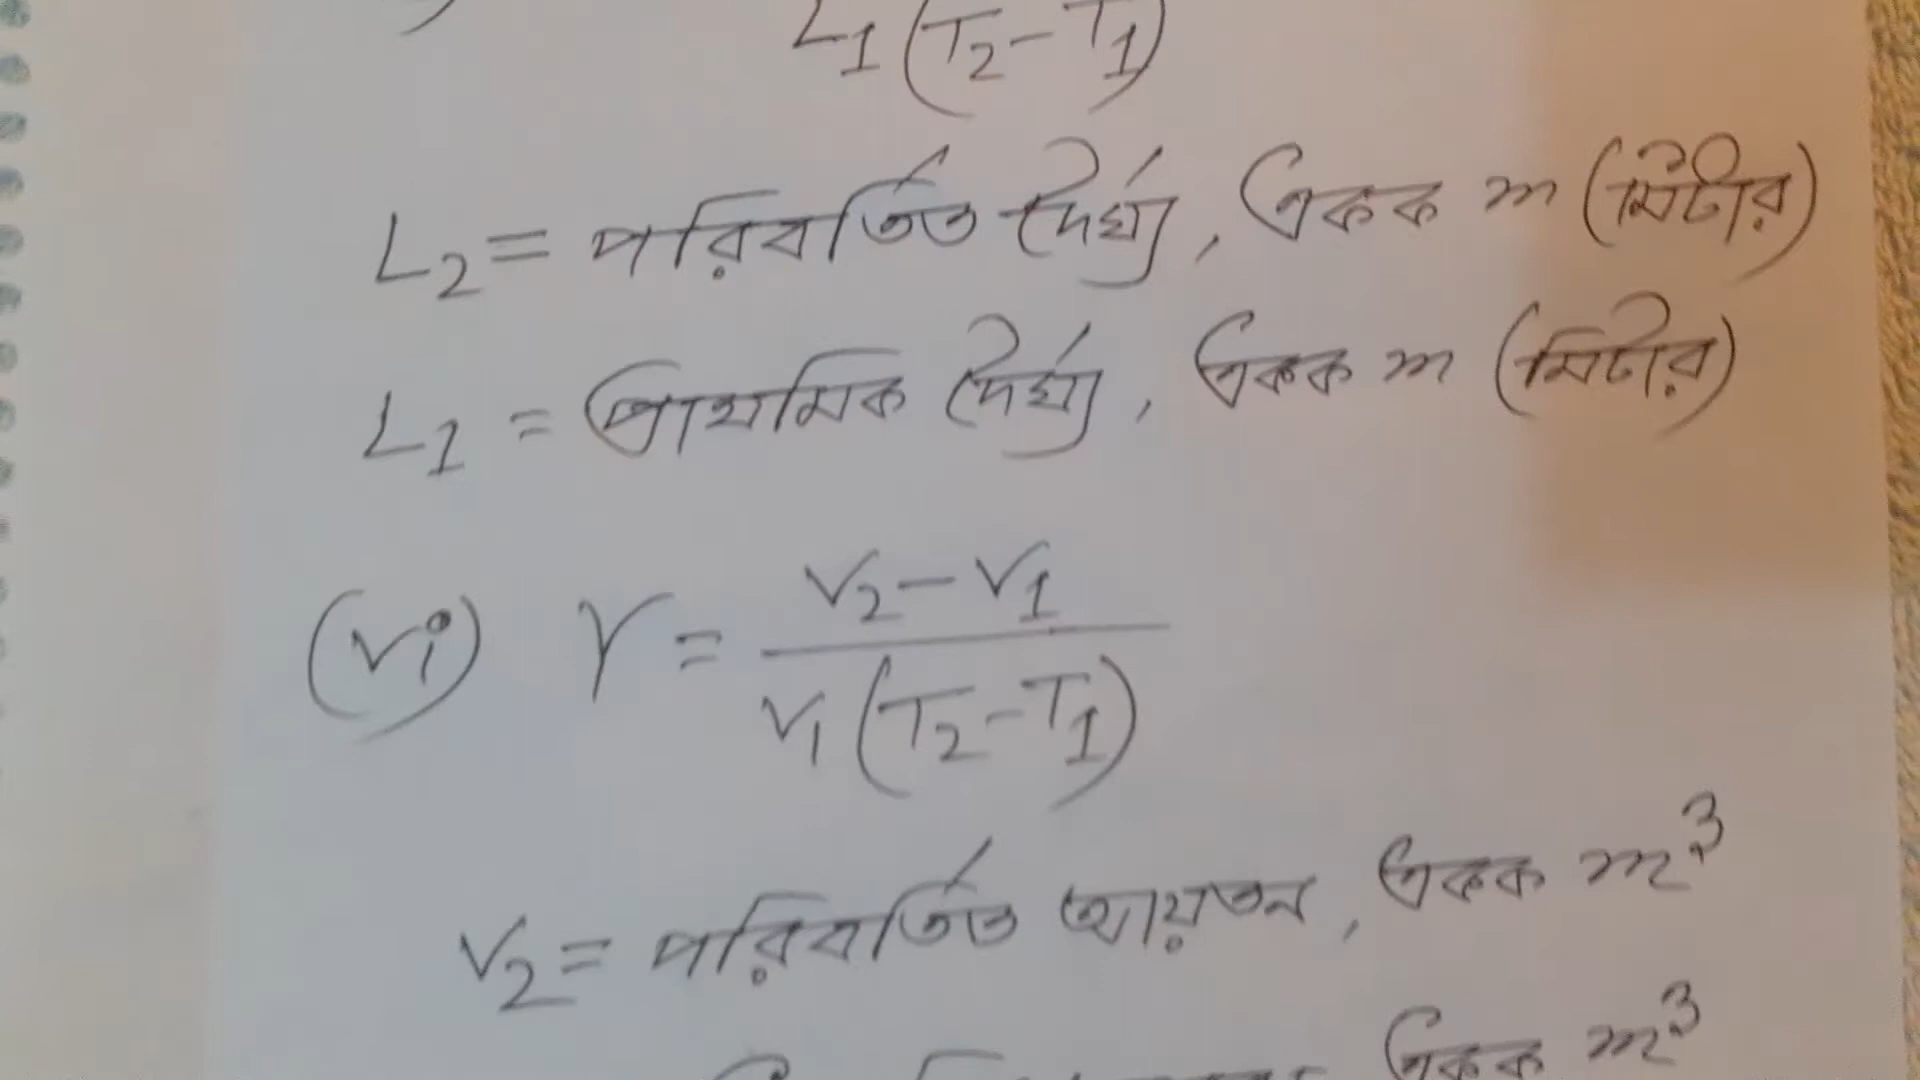 L₁(T₂-T₁)
L₂ = পরিবর্তিত দৈর্ঘ্য, একক m (মিটার)
L₁ = প্রাথমিক দৈর্ঘ্য, একক m (মিটার)
(vi) γ = (V₂-V₁) / (V₁(T₂-T₁))
V₂ = পরিবর্তিত আয়তন, একক m³
একক m³